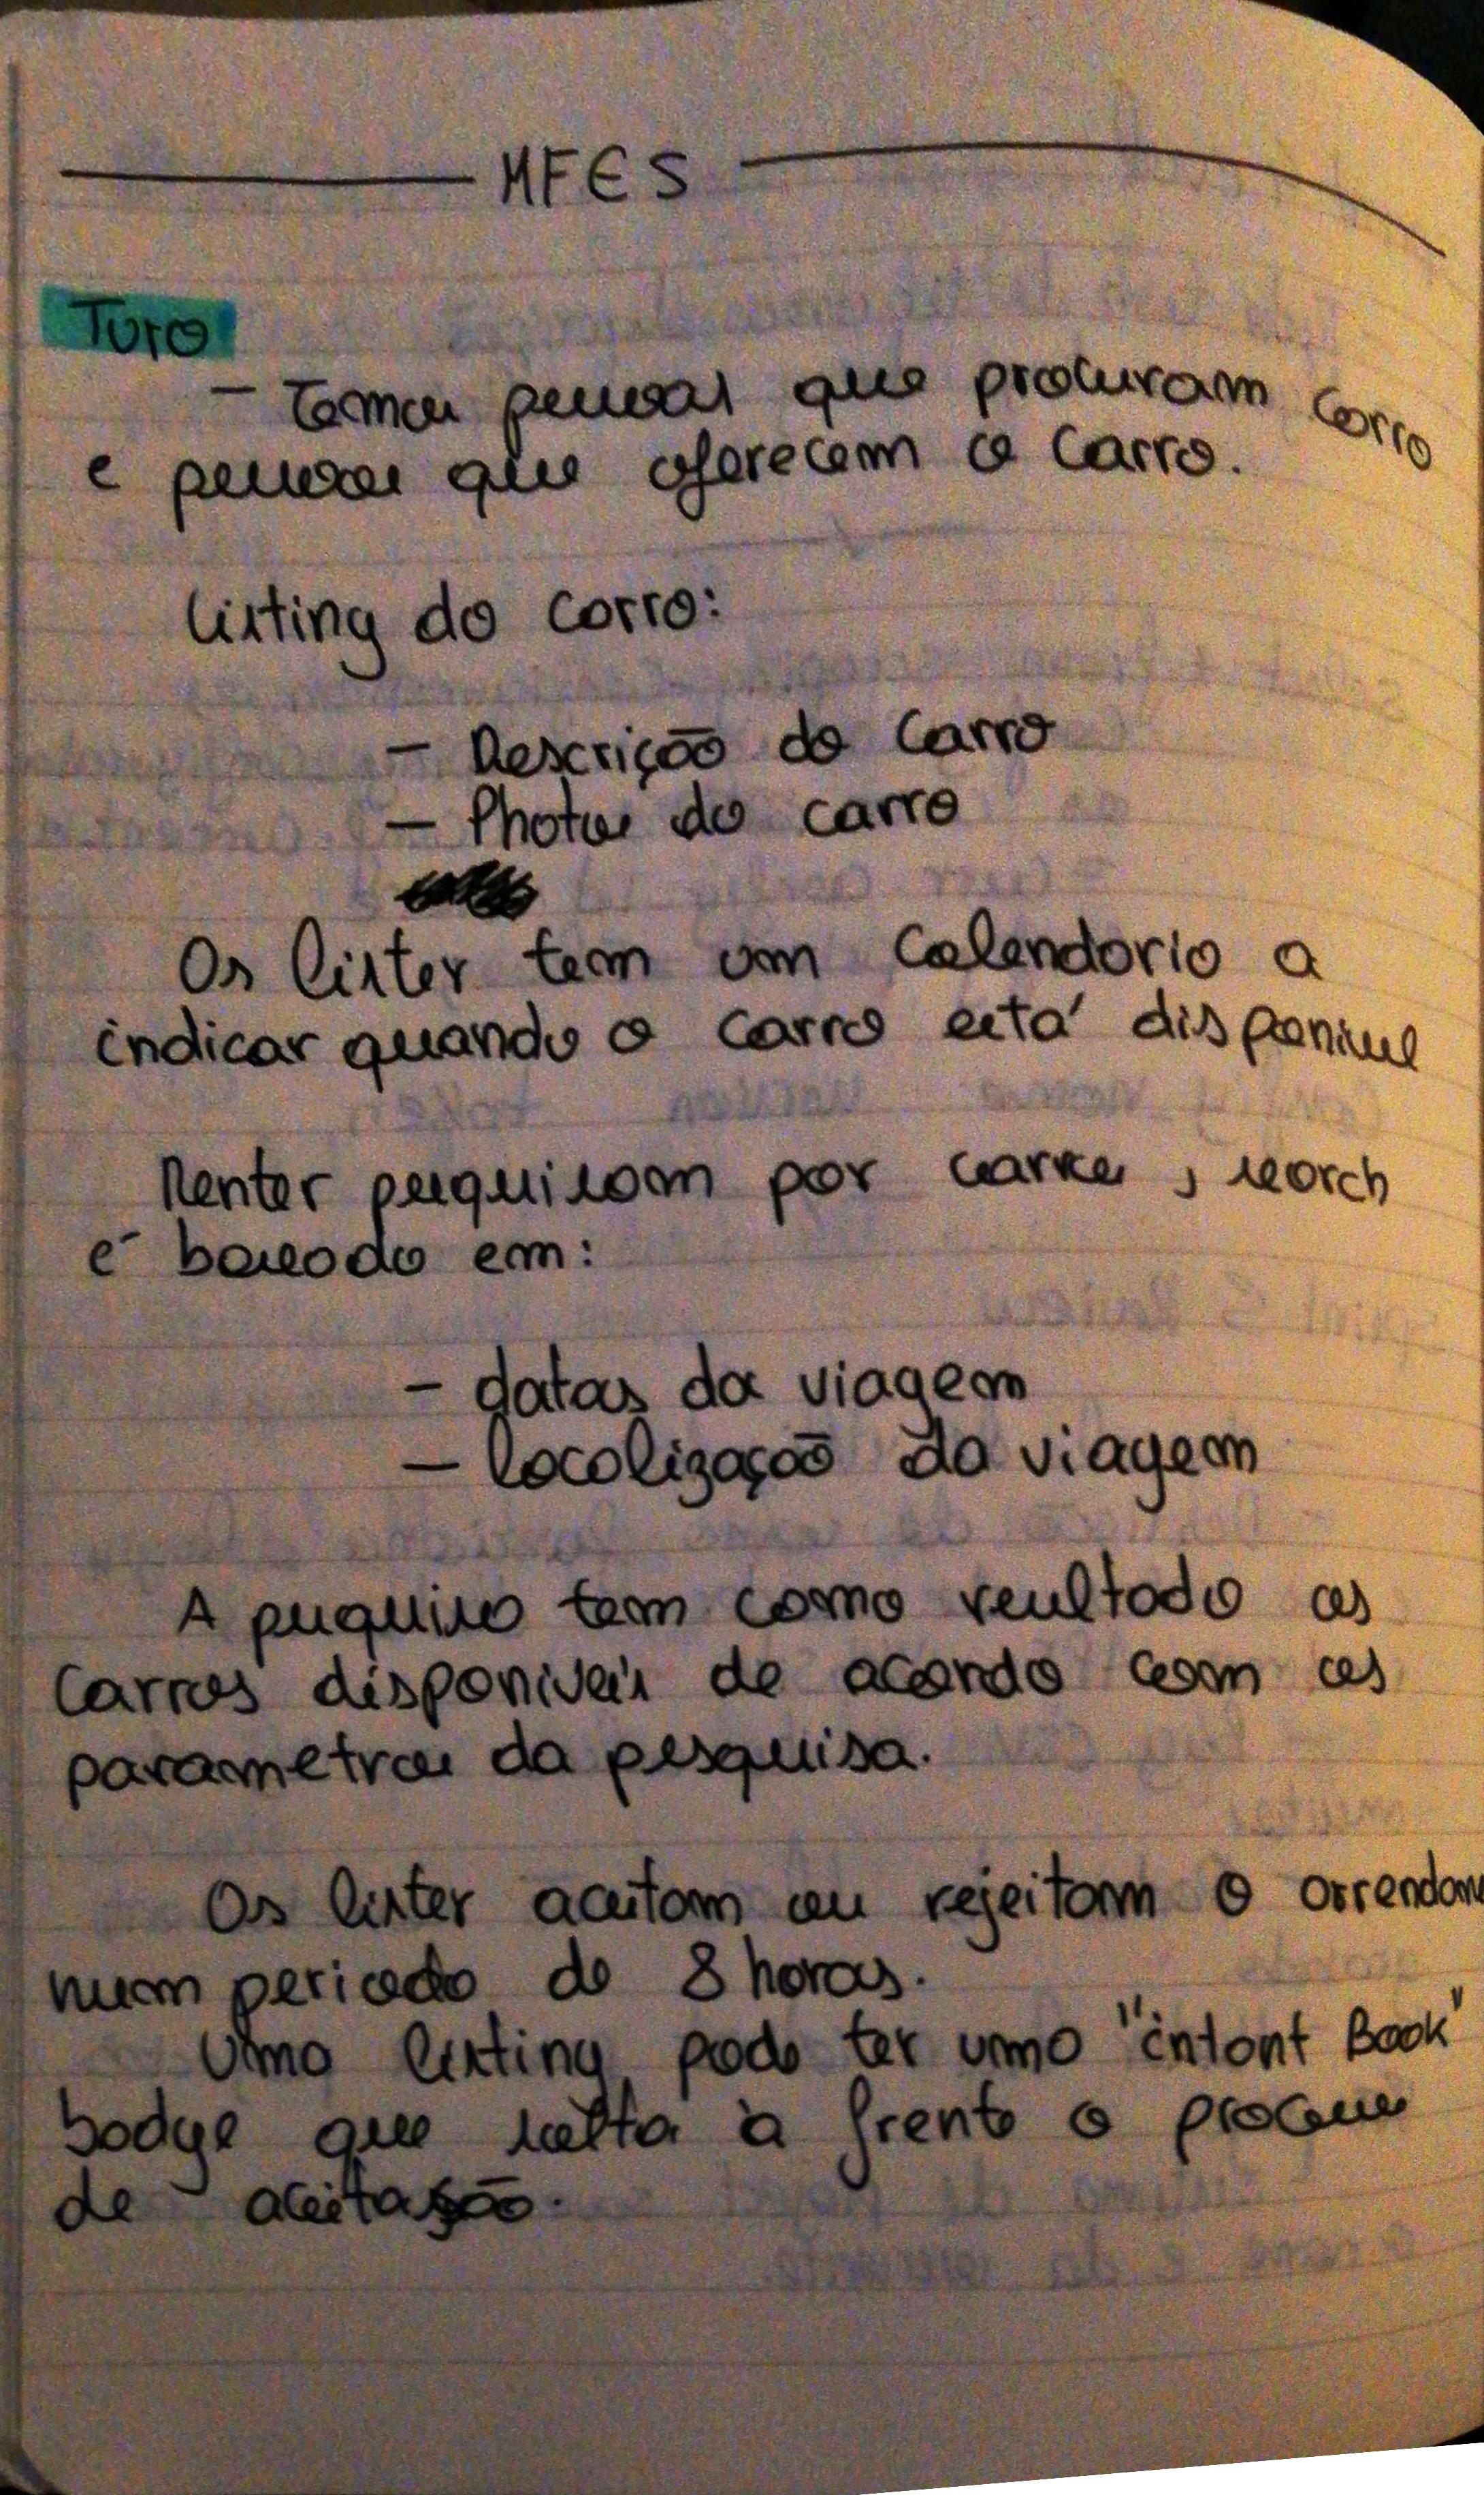 MFES
Turo
- Temos pessoas que procuram carro
e pessoas que oferecem o carro.
Listing do carro:
- Descrição do carro
- Photos do carro
Os lister tem um calendario a
indicar quando o carro está disponivel
Renter pesquisam por carros, search
é baseado em:
- datas da viagem
- localização da viagem
A pesquisa tem como resultado os
carros disponiveis de acordo com os
parametros da pesquisa.
Os lister aceitam ou rejeitam o arrendam
num periodo de 8 horas.
Uma listing pode ter uma "intant Book"
badge que salta à frente o processo
de aceitação.